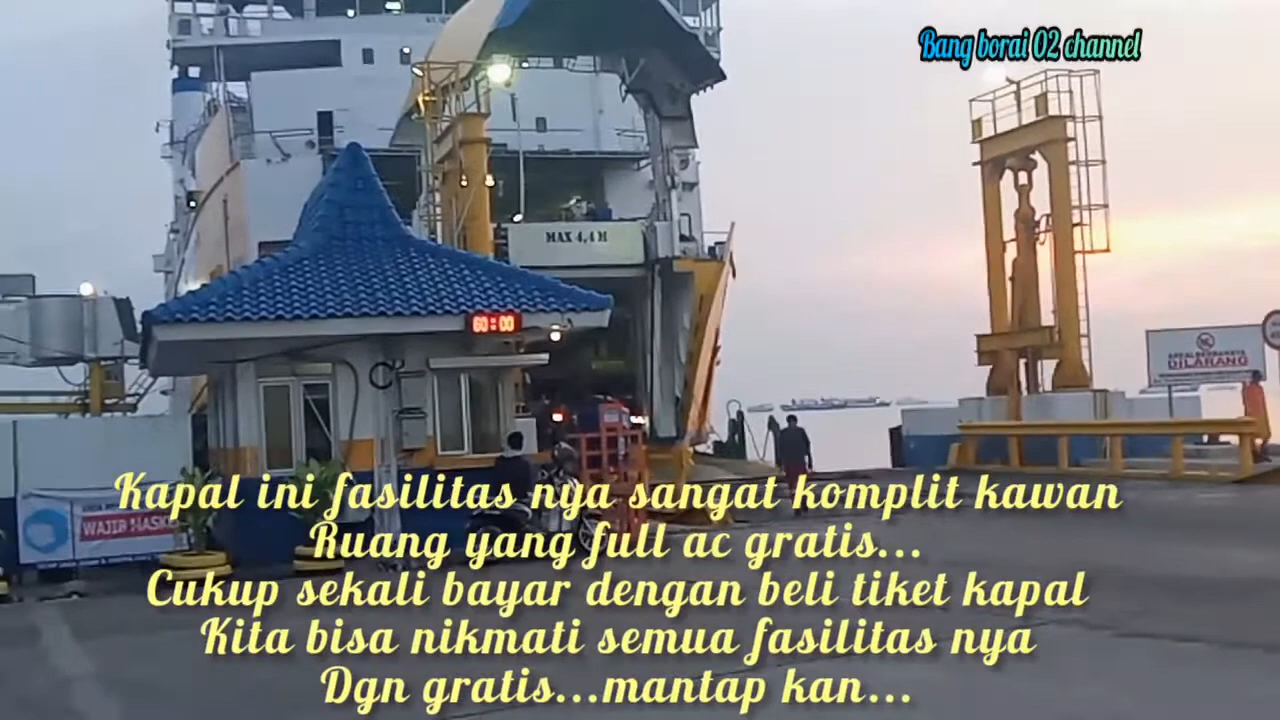 Bang borai 02 channel
MAX 4,4 M
60:00
DILARANG
WAJIB MASKE
Kapal ini fasilitas nya sangat komplit kawan
Ruang yang full ac gratis...
Cukup sekali bayar dengan beli tiket kapal
Kita bisa nikmati semua fasilitas nya
Dgn gratis...mantap kan...